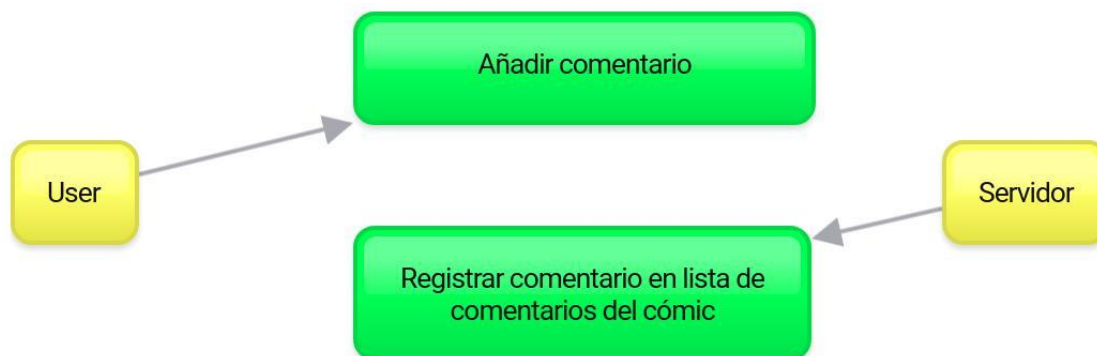 Añadir comentario
User
Servidor
Registrar comentario en lista de
comentarios del cómic